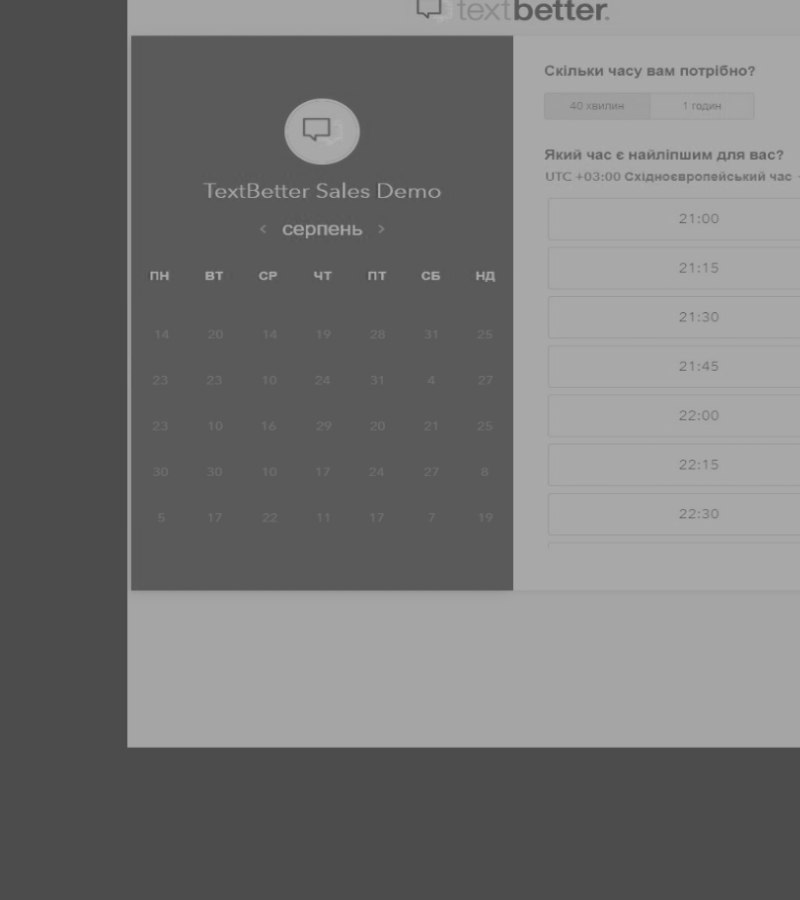 textbetter.
TextBetter Sales Demo
‹ серпень ›
ПН ВТ СР ЧТ ПТ СБ НД
14 20 14 19 28 31 25
23 23 10 24 31 4 27
23 10 16 29 20 21 25
30 30 10 17 24 27 8
5 17 22 11 17 7 19
Скільки часу вам потрібно?
40 хвилин 1 годин
Який час є найліпшим для вас?
UTC +03:00 Східноєвропейський час
21:00
21:15
21:30
21:45
22:00
22:15
22:30